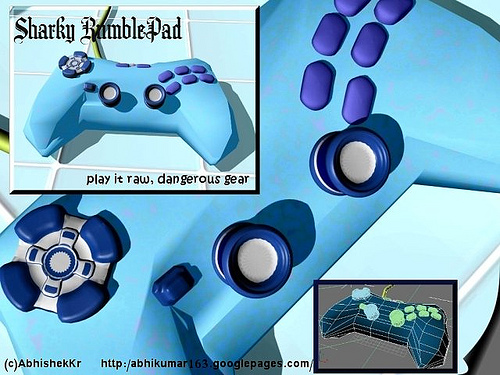 Sharky RumblePad
play it raw, dangerous gear
(c)AbhishekKr http:/abhikumar163.googlepages.com/